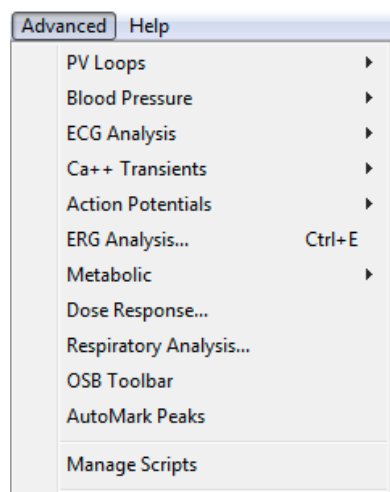 Advanced Help
PV Loops
Blood Pressure
ECG Analysis
Ca++ Transients
Action Potentials
ERG Analysis... Ctrl+E
Metabolic
Dose Response...
Respiratory Analysis...
OSB Toolbar
AutoMark Peaks
Manage Scripts